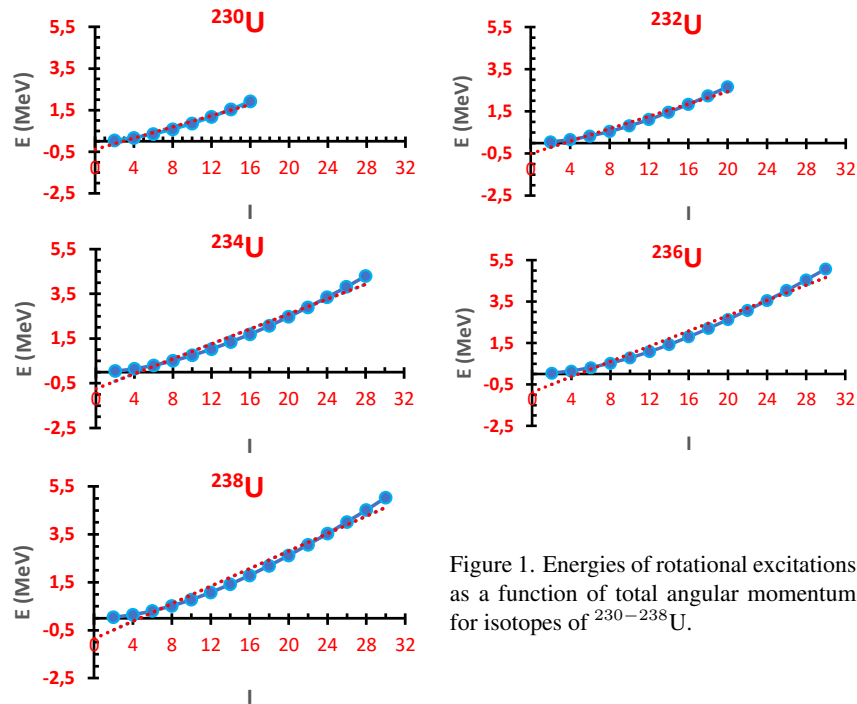 ²³⁰U
5,5
3,5
1,5
-0,5
-2,5
E (MeV)
0 4 8 12 16 20 24 28 32
I
²³²U
5,5
3,5
1,5
-0,5
-2,5
E (MeV)
0 4 8 12 16 20 24 28 32
I
²³⁴U
5,5
3,5
1,5
-0,5
-2,5
E (MeV)
0 4 8 12 16 20 24 28 32
I
²³⁶U
5,5
3,5
1,5
-0,5
-2,5
E (MeV)
0 4 8 12 16 20 24 28 32
I
²³⁸U
5,5
3,5
1,5
-0,5
-2,5
E (MeV)
0 4 8 12 16 20 24 28 32
I
Figure 1. Energies of rotational excitations
as a function of total angular momentum
for isotopes of ²³⁰⁻²³⁸U.